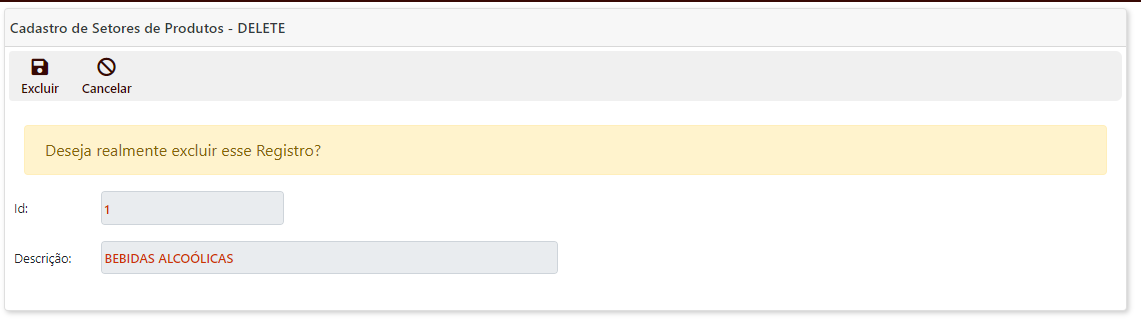 Cadastro de Setores de Produtos - DELETE
Excluir Cancelar
Deseja realmente excluir esse Registro?
Id: 1
Descrição: BEBIDAS ALCOÓLICAS